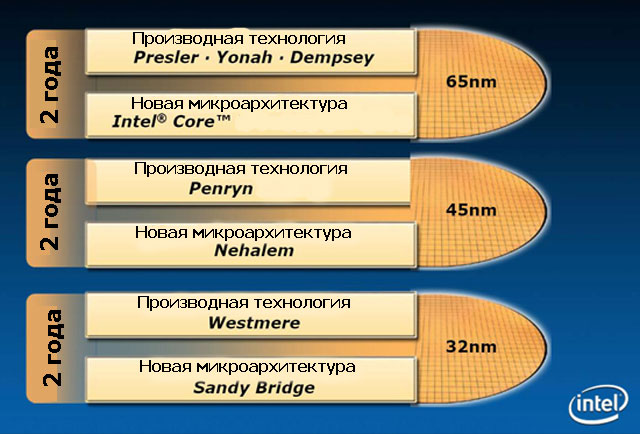 2 года
Производная технология
Presler · Yonah · Dempsey
Новая микроархитектура
Intel® Core™
65nm
2 года
Производная технология
Penryn
Новая микроархитектура
Nehalem
45nm
2 года
Производная технология
Westmere
Новая микроархитектура
Sandy Bridge
32nm
intel